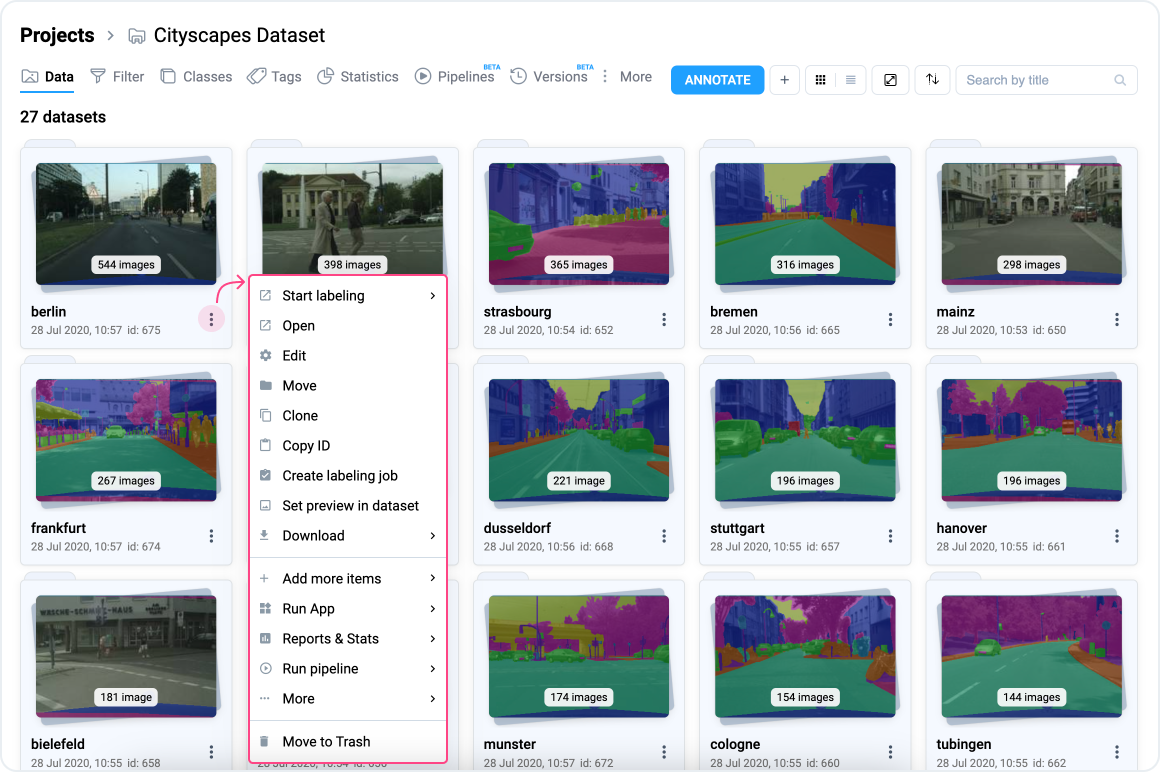 Projects > Cityscapes Dataset
Data Filter Classes Tags Statistics Pipelines BETA Versions BETA More ANNOTATE + Search by title
27 datasets
544 images
398 images
365 images
316 images
298 images
berlin
28 Jul 2020, 10:57 id: 675
strasbourg
28 Jul 2020, 10:54 id: 652
bremen
28 Jul 2020, 10:56 id: 665
mainz
28 Jul 2020, 10:53 id: 650
Start labeling
Open
Edit
Move
Clone
Copy ID
Create labeling job
Set preview in dataset
Download
Add more items
Run App
Reports & Stats
Run pipeline
More
Move to Trash
267 images
221 image
196 images
196 images
frankfurt
28 Jul 2020, 10:57 id: 674
dusseldorf
28 Jul 2020, 10:56 id: 668
stuttgart
28 Jul 2020, 10:55 id: 657
hanover
28 Jul 2020, 10:55 id: 661
WASCHE-SCHMALZ-HAUS
181 image
174 images
154 images
144 images
bielefeld
28 Jul 2020, 10:55 id: 658
munster
28 Jul 2020, 10:57 id: 672
cologne
28 Jul 2020, 10:55 id: 660
tubingen
28 Jul 2020, 10:55 id: 662